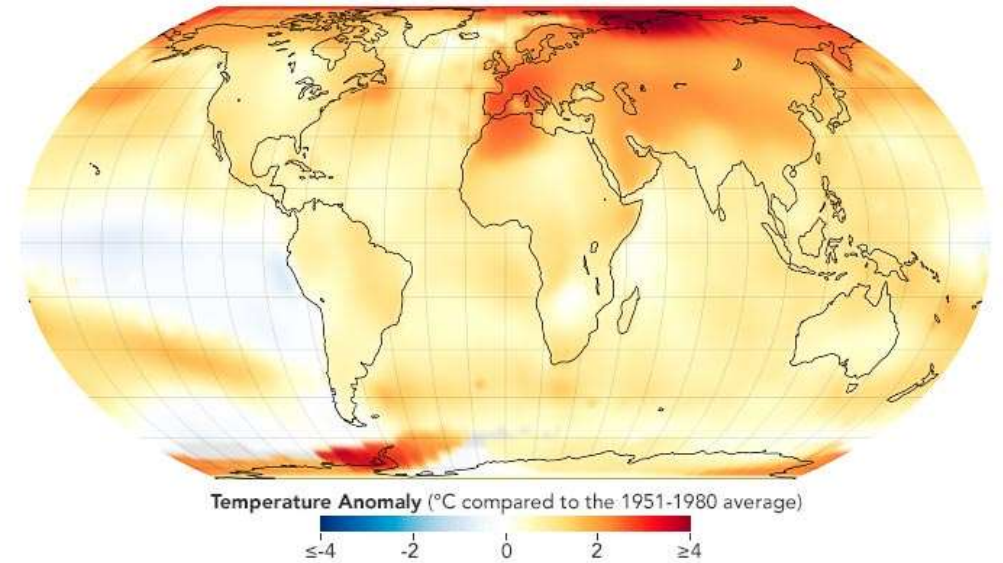 Temperature Anomaly (°C compared to the 1951-1980 average)
≤-4 -2 0 2 ≥4